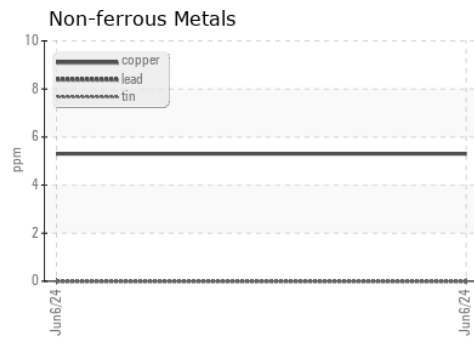 Non-ferrous Metals
10
8
6
4
2
0
ppm
copper
lead
tin
Jun6/24
Jun6/24